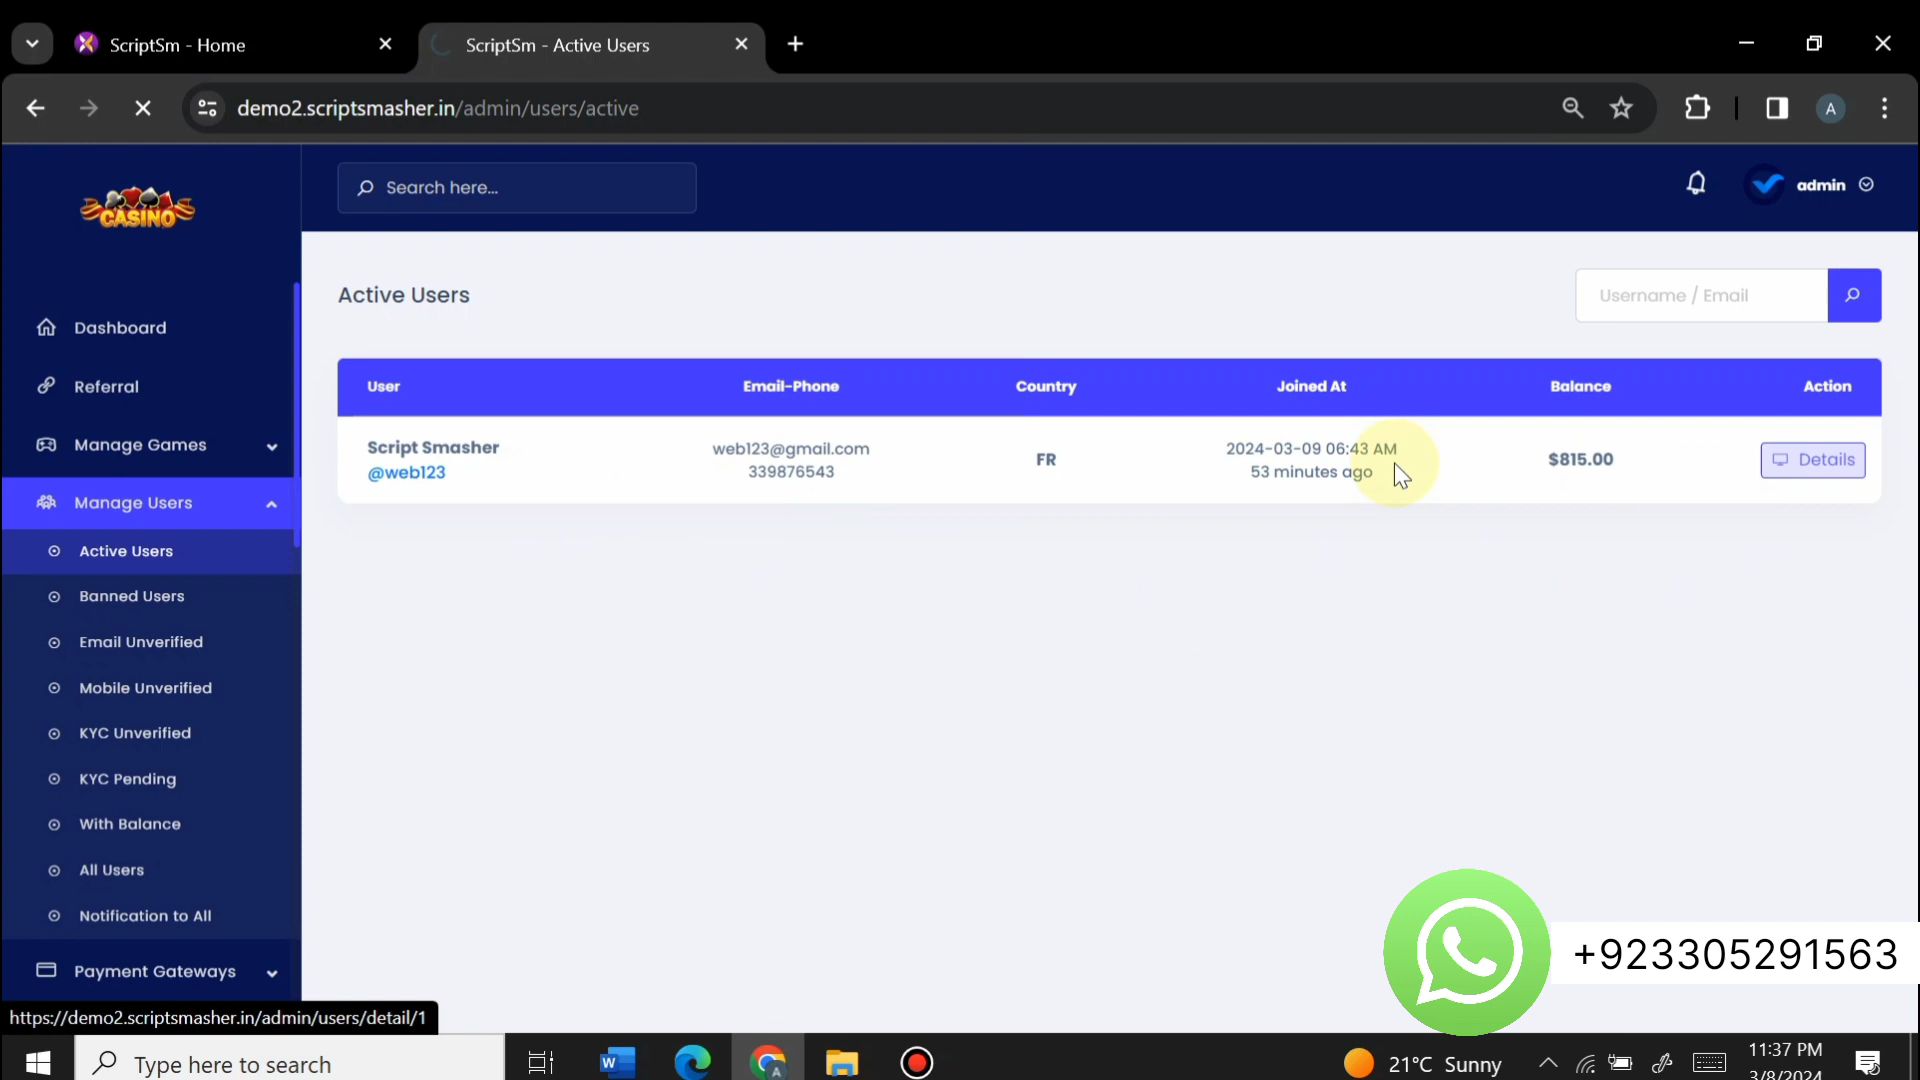 ScriptSm - Home
ScriptSm - Active Users
demo2.scriptsmasher.in/admin/users/active
A
CASINO
Search here...
admin
Dashboard
Referral
Manage Games
Manage Users
Active Users
Banned Users
Email Unverified
Mobile Unverified
KYC Unverified
KYC Pending
With Balance
All Users
Notification to All
Payment Gateways
Active Users
Username / Email
User Email-Phone Country Joined At Balance Action
Script Smasher web123@gmail.com FR 2024-03-09 06:43 AM $815.00 Details
@web123 339876543 53 minutes ago
+923305291563
https://demo2.scriptsmasher.in/admin/users/detail/1
Type here to search
W
A
21°C Sunny
11:37 PM
3/8/2024